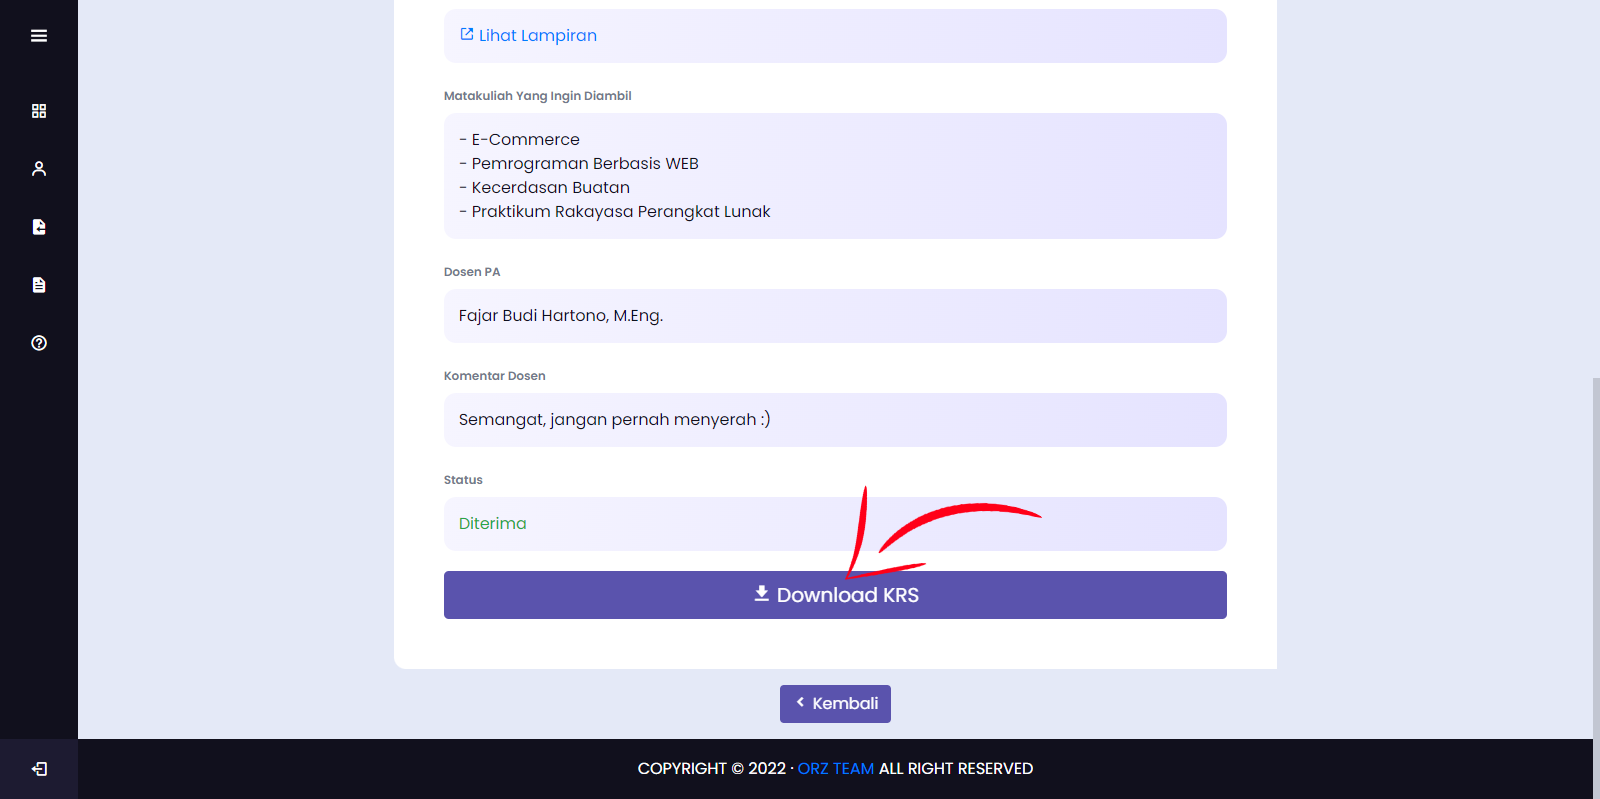 Lihat Lampiran
Matakuliah Yang Ingin Diambil
- E-Commerce
- Pemrograman Berbasis WEB
- Kecerdasan Buatan
- Praktikum Rakayasa Perangkat Lunak
Dosen PA
Fajar Budi Hartono, M.Eng.
Komentar Dosen
Semangat, jangan pernah menyerah :)
Status
Diterima
Download KRS
Kembali
COPYRIGHT © 2022 · ORZ TEAM ALL RIGHT RESERVED